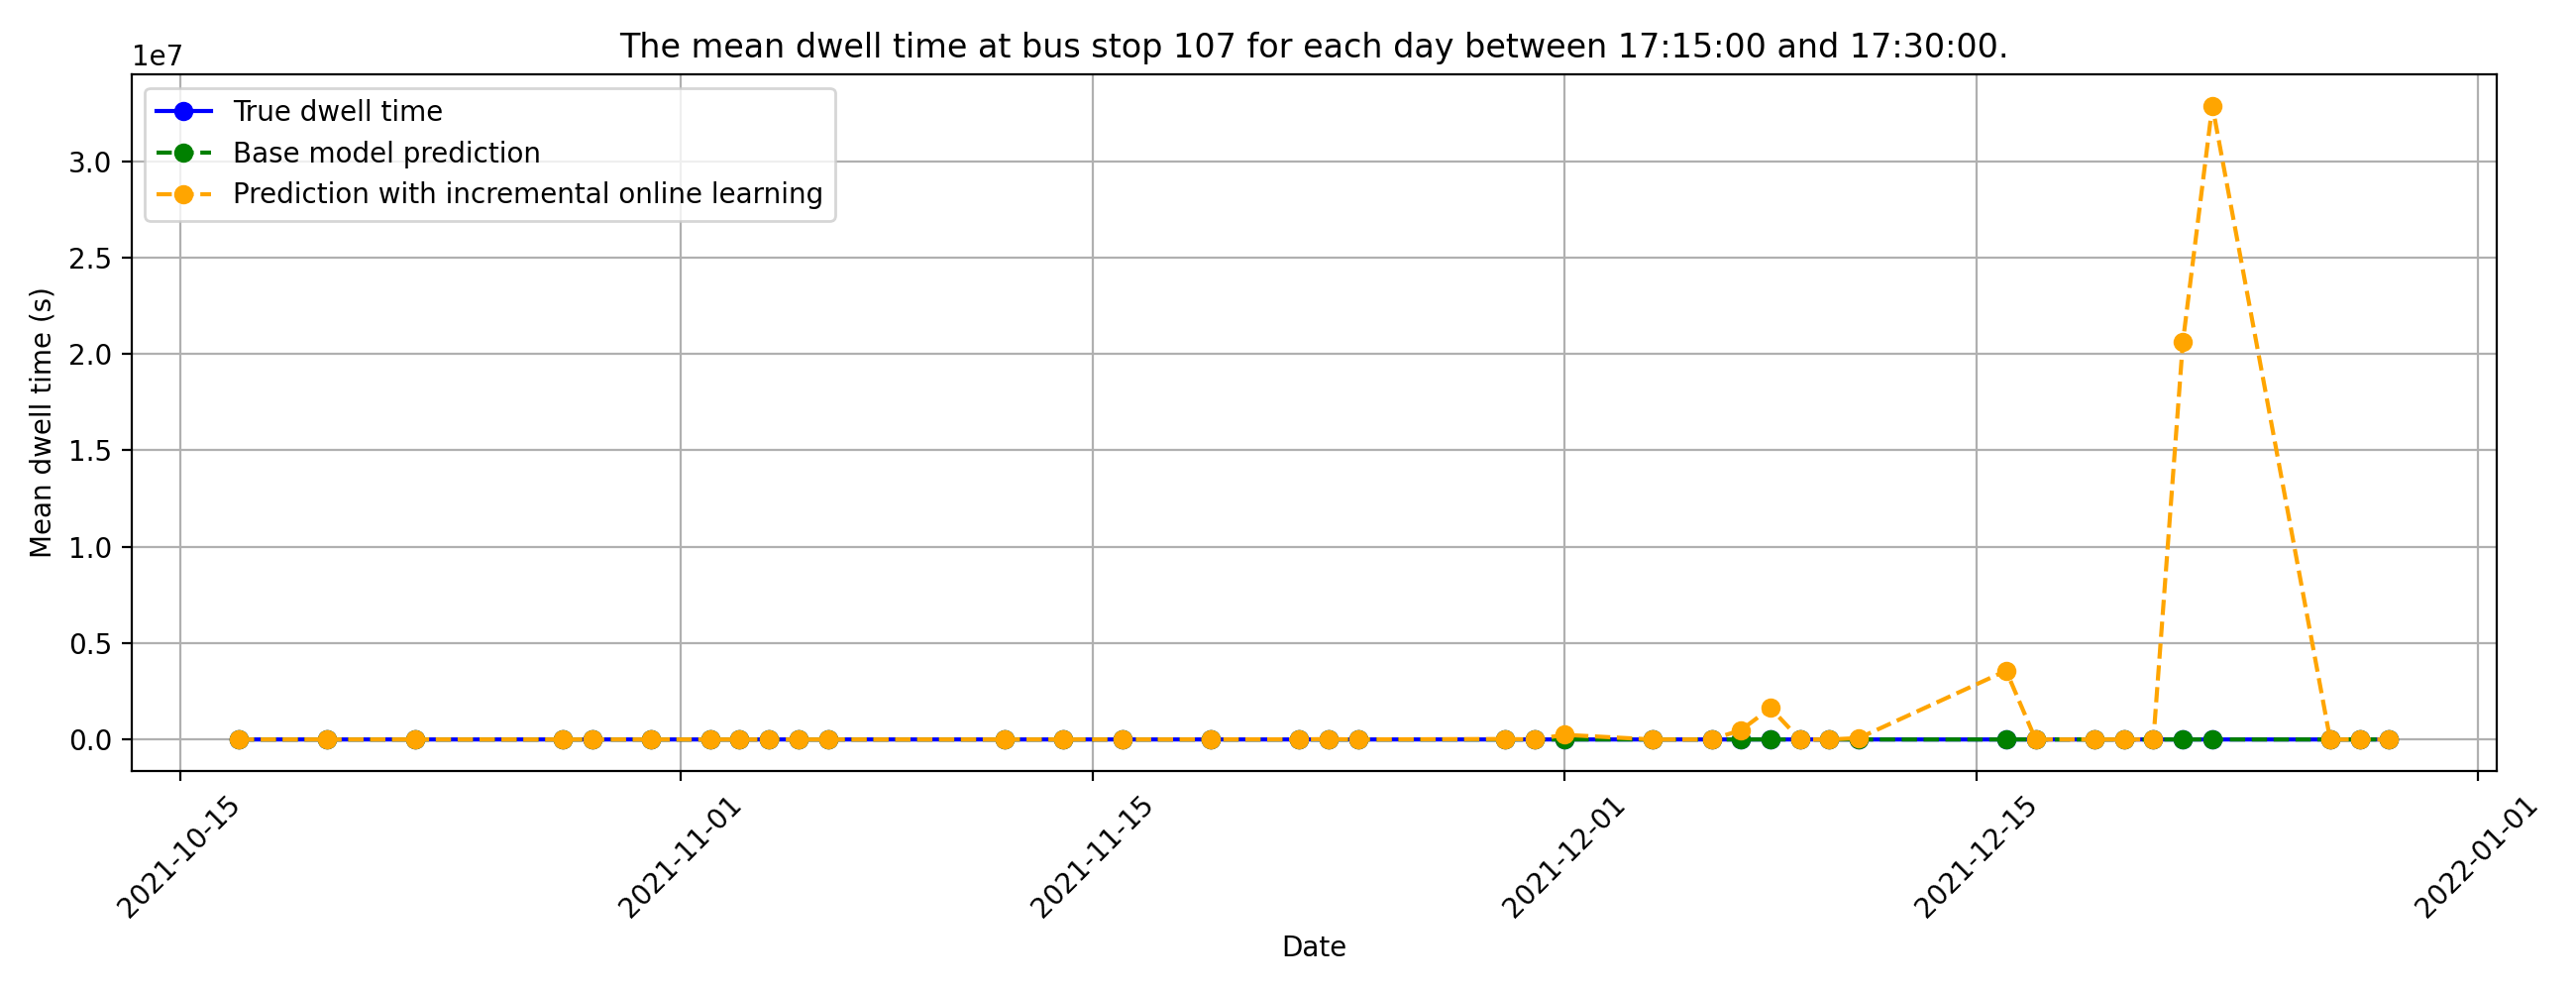 The mean dwell time at bus stop 107 for each day between 17:15:00 and 17:30:00.
1e7
True dwell time
Base model prediction
Prediction with incremental online learning
Mean dwell time (s)
3.0
2.5
2.0
1.5
1.0
0.5
0.0
2021-10-15
2021-11-01
2021-11-15
2021-12-01
2021-12-15
2022-01-01
Date